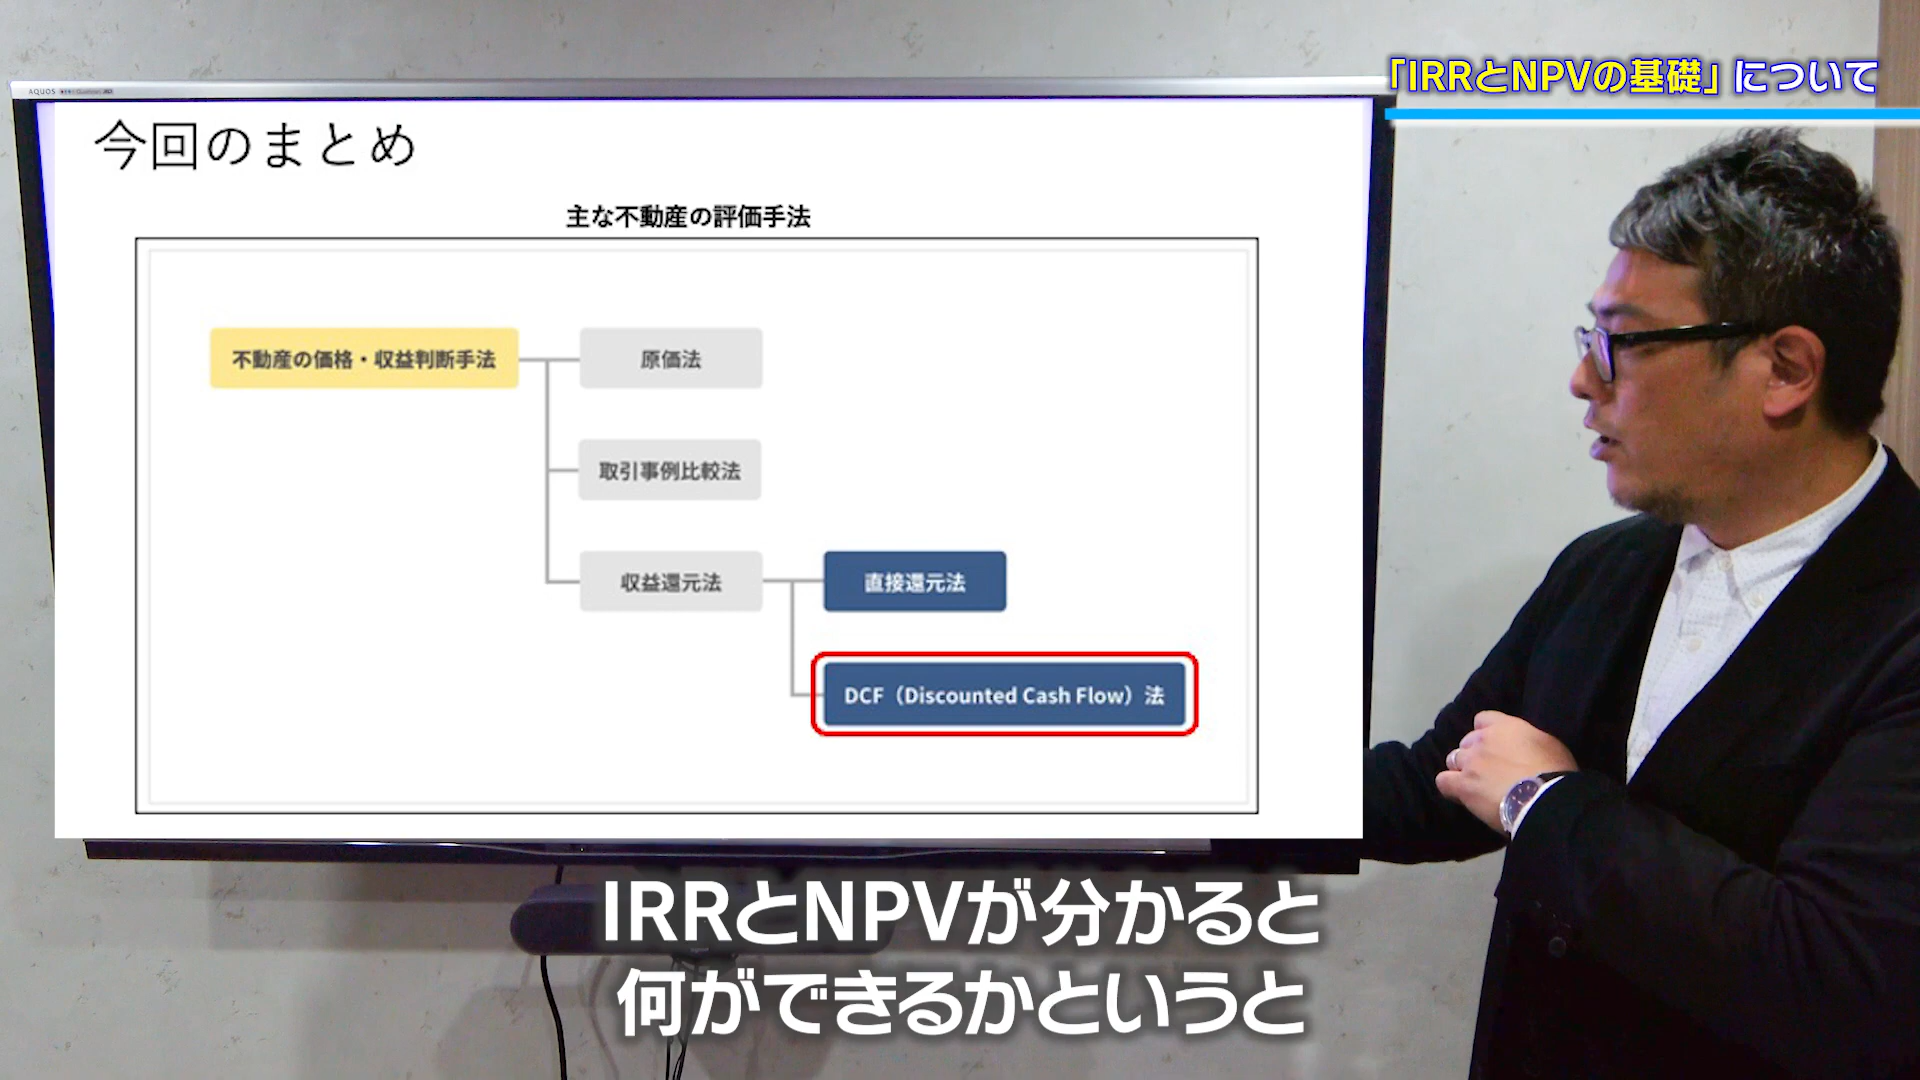 「IRRとNPVの基礎」について
AQUOS
今回のまとめ
主な不動産の評価手法
不動産の価格・収益判断手法
原価法
取引事例比較法
収益還元法
直接還元法
DCF（Discounted Cash Flow）法
IRRとNPVが分かると
何ができるかというと